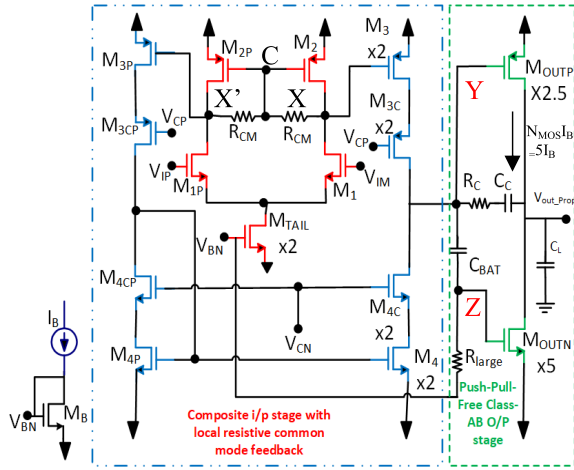 M3P
M2P
C
M2
M3
x2
MOUTP
X2.5
Y
X'
X
M3C
x2
M3CP
VCP
RCM
RCM
VCP
NMOSIB
=5IB
VIP
M1P
VIM
M1
RC
CC
Vout_Prop
MTAIL
x2
VBN
CBAT
CL
M4CP
M4C
x2
Z
VCN
MOUTN
x5
IB
M4P
M4
x2
Rlarge
VBN
MB
Composite i/p stage with
local resistive common
mode feedback
Push-Pull-
Free Class-
AB O/P
stage